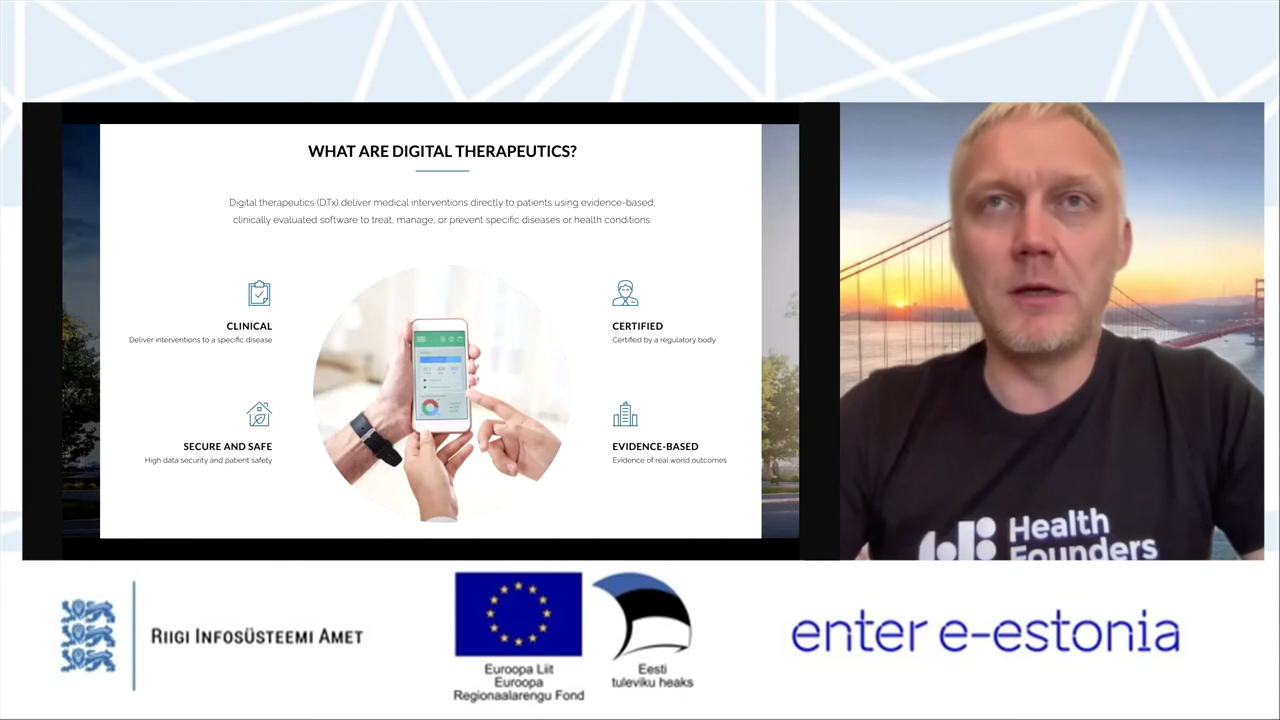 WHAT ARE DIGITAL THERAPEUTICS?
Digital therapeutics (DTx) deliver medical interventions directly to patients using evidence-based,
clinically evaluated software to treat, manage, or prevent specific diseases or health conditions.
CLINICAL
Deliver interventions to a specific disease
CERTIFIED
Certified by a regulatory body
SECURE AND SAFE
High data security and patient safety
EVIDENCE-BASED
Evidence of real world outcomes
Health
Founders
RIIGI INFOSÜSTEEMI AMET
Euroopa Liit
Euroopa
Regionaalarengu Fond
Eesti
tuleviku heaks
enter e-estonia